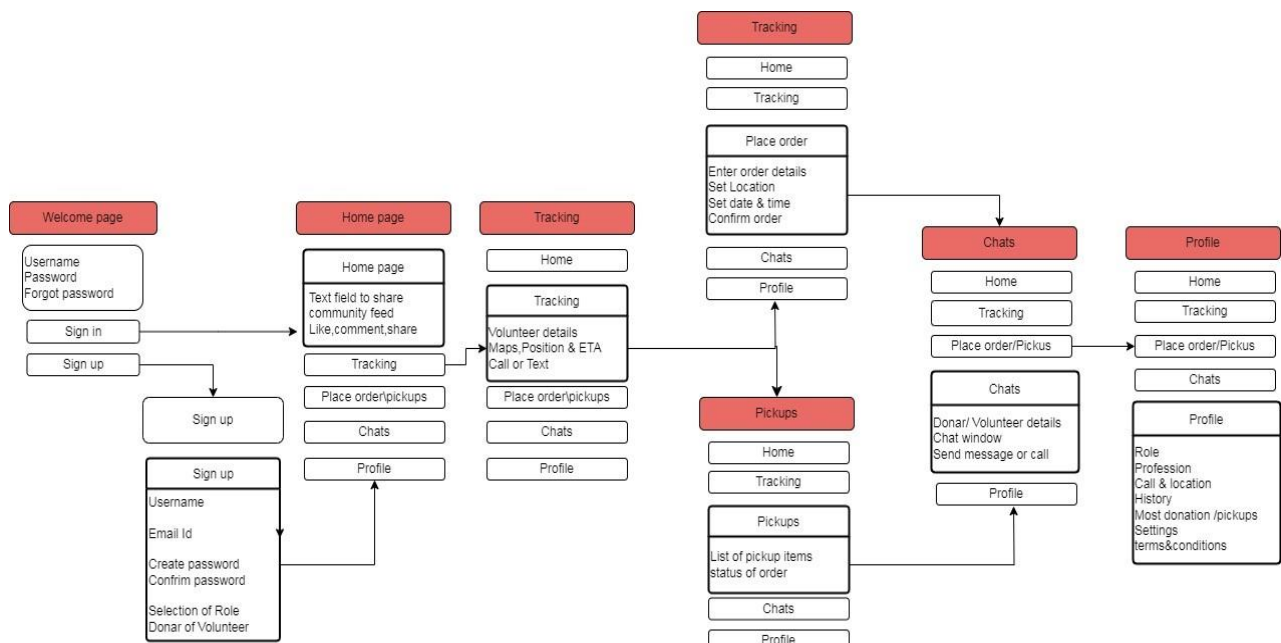 Welcome page
Username
Password
Forgot password
Sign in
Sign up
Sign up
Sign up
Username
Email Id
Create password
Confrim password
Selection of Role
Donar of Volunteer
Home page
Home page
Text field to share
community feed
Like,comment,share
Tracking
Place order\pickups
Chats
Profile
Tracking
Home
Tracking
Volunteer details
Maps,Position & ETA
Call or Text
Place order\pickups
Chats
Profile
Tracking
Home
Tracking
Place order
Enter order details
Set Location
Set date & time
Confirm order
Chats
Profile
Pickups
Home
Tracking
Pickups
List of pickup items
status of order
Chats
Profile
Chats
Home
Tracking
Place order/Pickus
Chats
Donar/ Volunteer details
Chat window
Send message or call
Profile
Profile
Home
Tracking
Place order/Pickus
Chats
Profile
Role
Profession
Call & location
History
Most donation /pickups
Settings
terms&conditions